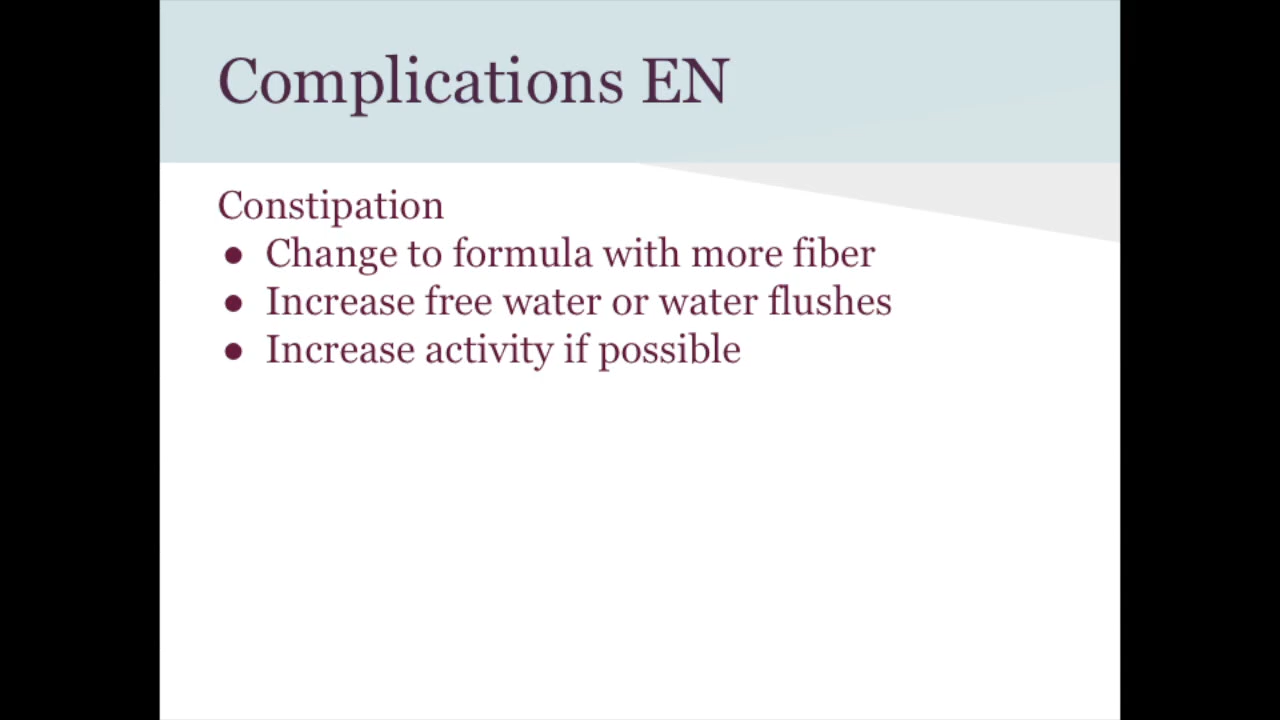 Complications EN
Constipation
● Change to formula with more fiber
● Increase free water or water flushes
● Increase activity if possible